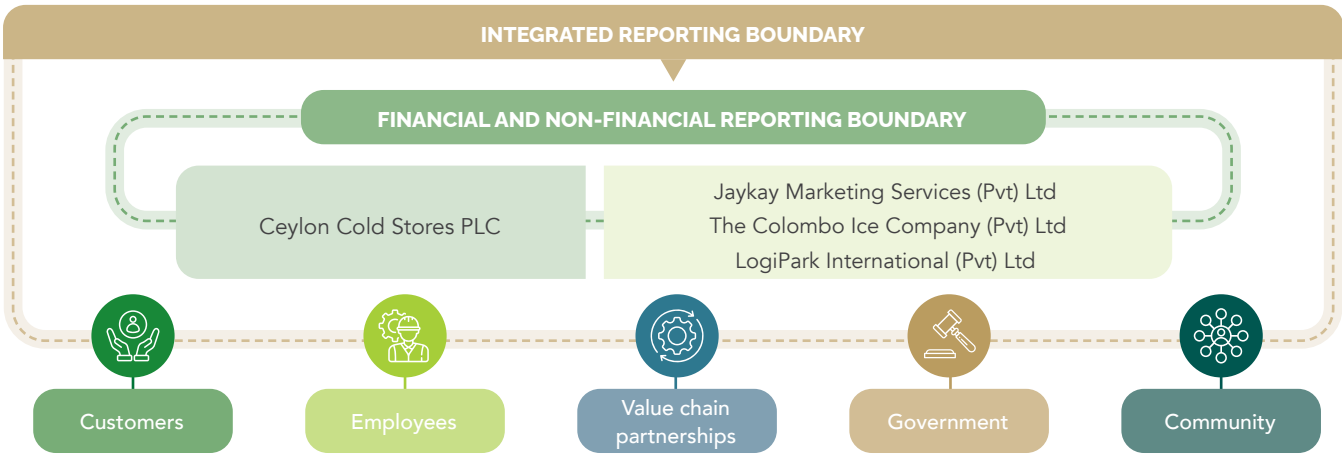 INTEGRATED REPORTING BOUNDARY
FINANCIAL AND NON-FINANCIAL REPORTING BOUNDARY
Ceylon Cold Stores PLC
Jaykay Marketing Services (Pvt) Ltd
The Colombo Ice Company (Pvt) Ltd
LogiPark International (Pvt) Ltd
Customers
Employees
Value chain
partnerships
Government
Community